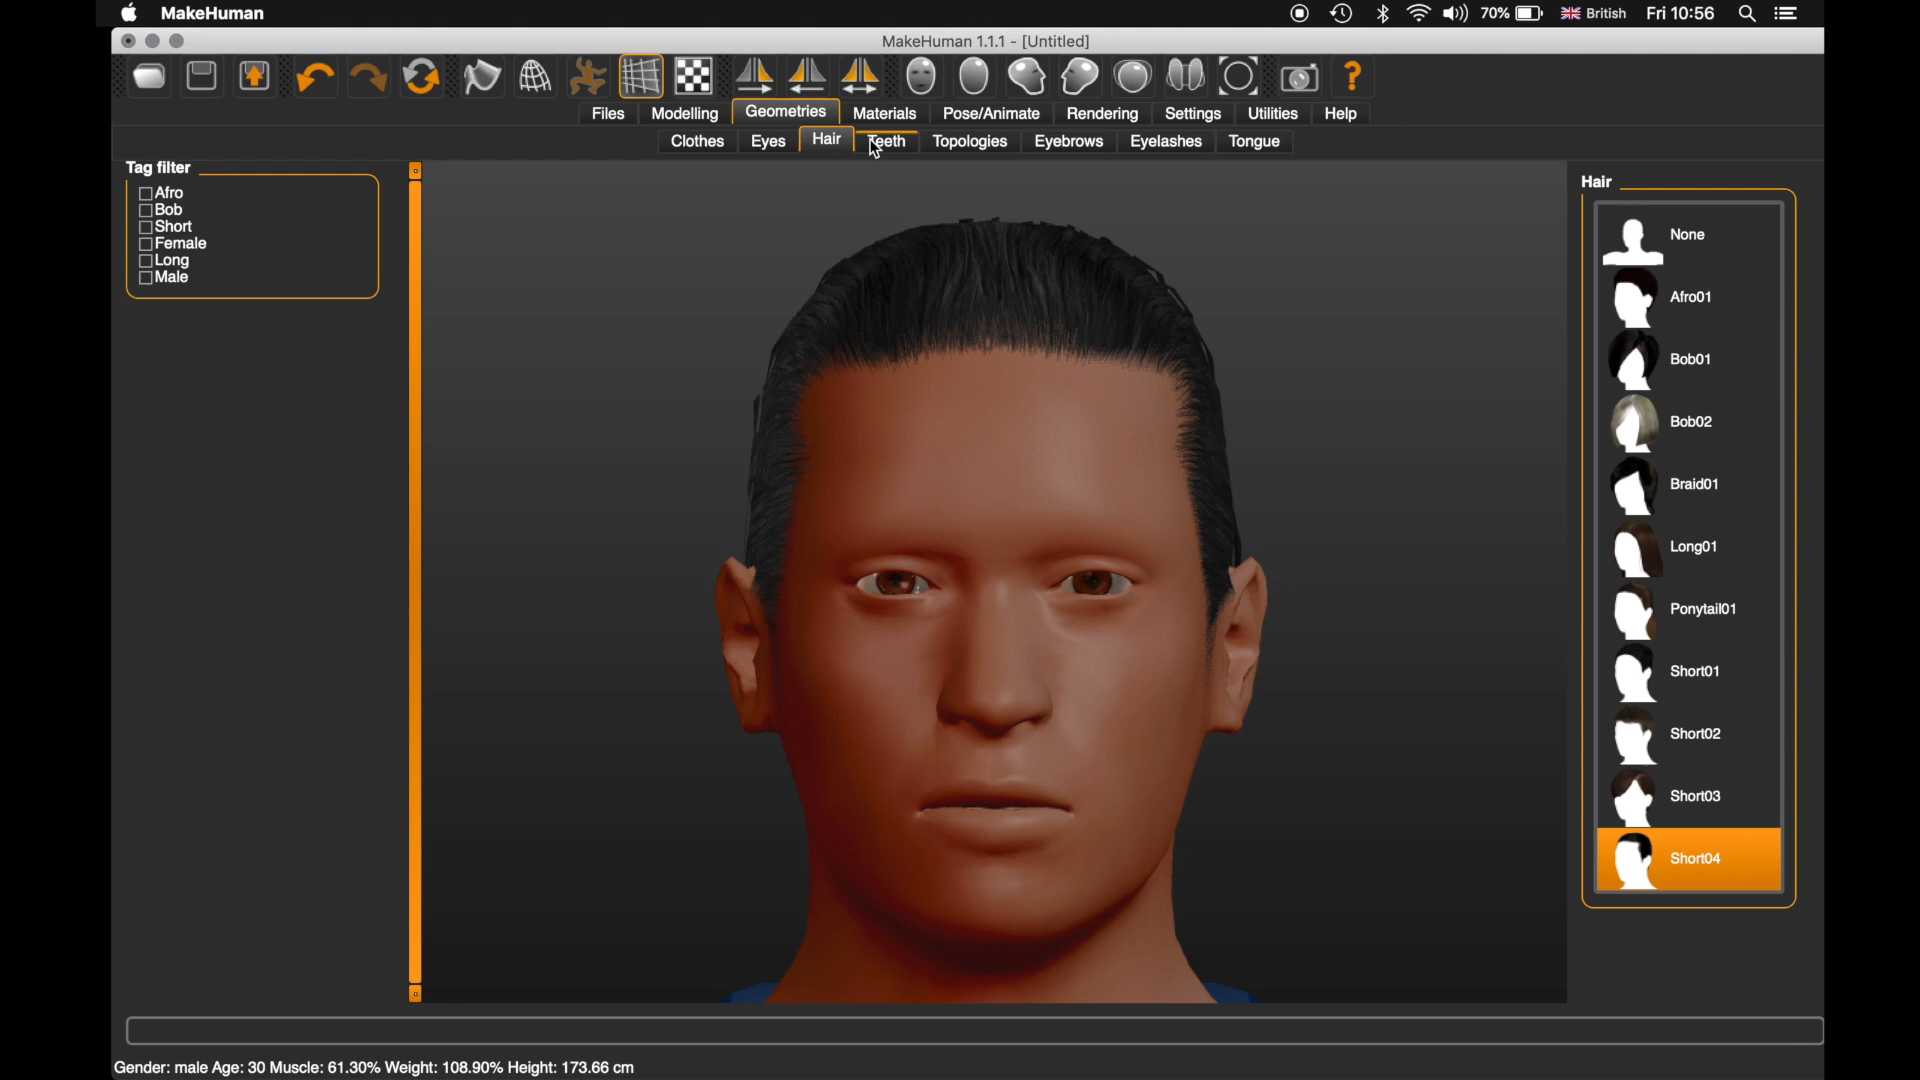 MakeHuman
70%
British
Fri 10:56
MakeHuman 1.1.1 - [Untitled]
?
Files Modelling Geometries Materials Pose/Animate Rendering Settings Utilities Help
Clothes Eyes Hair Teeth Topologies Eyebrows Eyelashes Tongue
Tag filter
Afro
Bob
Short
Female
Long
Male
Hair
None
Afro01
Bob01
Bob02
Braid01
Long01
Ponytail01
Short01
Short02
Short03
Short04
Gender: male Age: 30 Muscle: 61.30% Weight: 108.90% Height: 173.66 cm